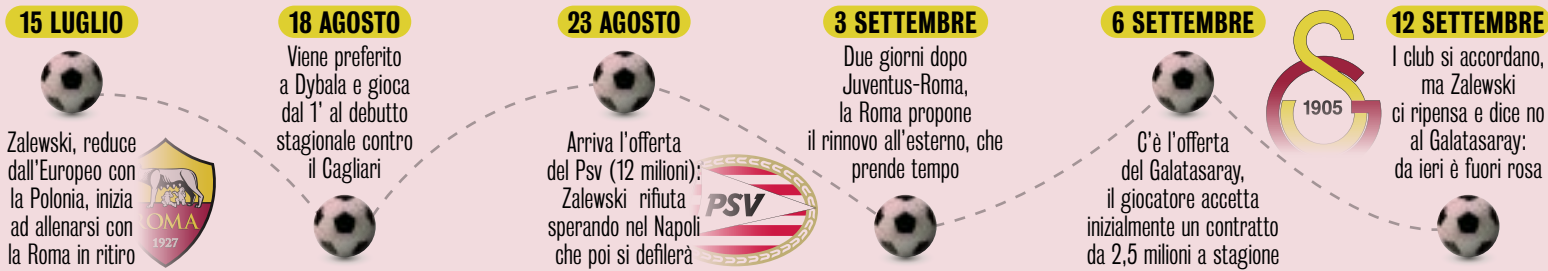 15 LUGLIO
Zalewski, reduce
dall'Europeo con
la Polonia, inizia
ad allenarsi con
la Roma in ritiro
ROMA
1927
18 AGOSTO
Viene preferito
a Dybala e gioca
dal 1' al debutto
stagionale contro
il Cagliari
23 AGOSTO
Arriva l'offerta
del Psv (12 milioni):
Zalewski rifiuta
sperando nel Napoli
che poi si defilerà
PSV
3 SETTEMBRE
Due giorni dopo
Juventus-Roma,
la Roma propone
il rinnovo all'esterno, che
prende tempo
6 SETTEMBRE
C'è l'offerta
del Galatasaray,
il giocatore accetta
inizialmente un contratto
da 2,5 milioni a stagione
1905
12 SETTEMBRE
I club si accordano,
ma Zalewski
ci ripensa e dice no
al Galatasaray:
da ieri è fuori rosa